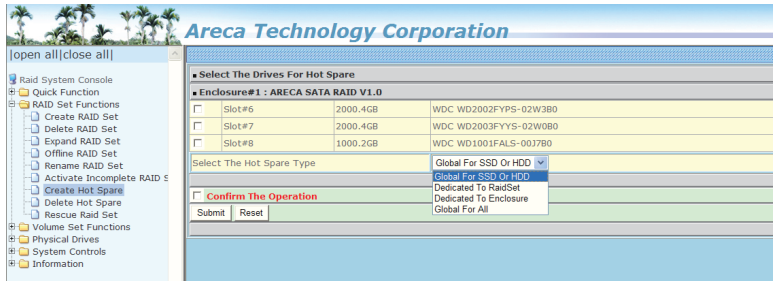 Areca Technology Corporation
|open all|close all|
Raid System Console
Quick Function
RAID Set Functions
Create RAID Set
Delete RAID Set
Expand RAID Set
Offline RAID Set
Rename RAID Set
Activate Incomplete RAID S
Create Hot Spare
Delete Hot Spare
Rescue Raid Set
Volume Set Functions
Physical Drives
System Controls
Information
Select The Drives For Hot Spare
Enclosure#1 : ARECA SATA RAID V1.0
Slot#6 2000.4GB WDC WD2002FYPS-02W3B0
Slot#7 2000.4GB WDC WD2003FYYS-02W0B0
Slot#8 1000.2GB WDC WD1001FALS-00J7B0
Select The Hot Spare Type Global For SSD Or HDD
Global For SSD Or HDD
Dedicated To RaidSet
Dedicated To Enclosure
Global For All
Confirm The Operation
Submit Reset